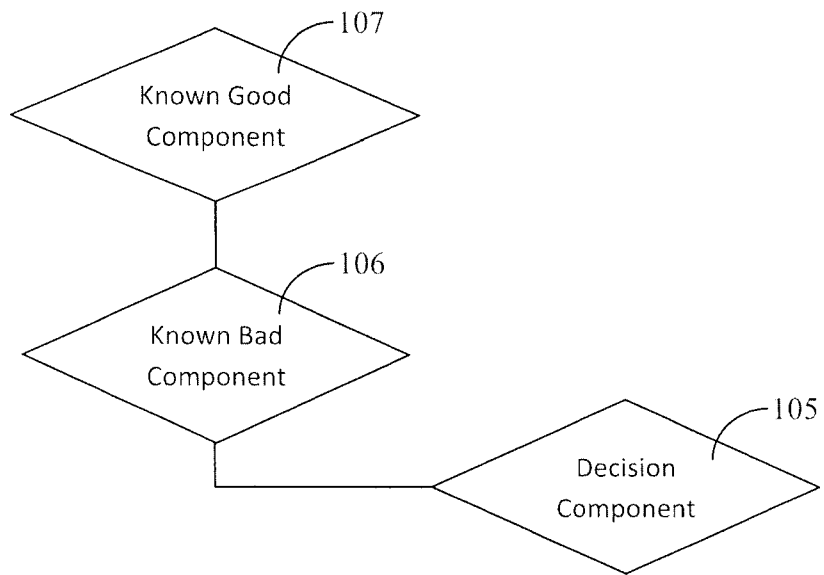 107
Known Good
Component
106
Known Bad
Component
105
Decision
Component